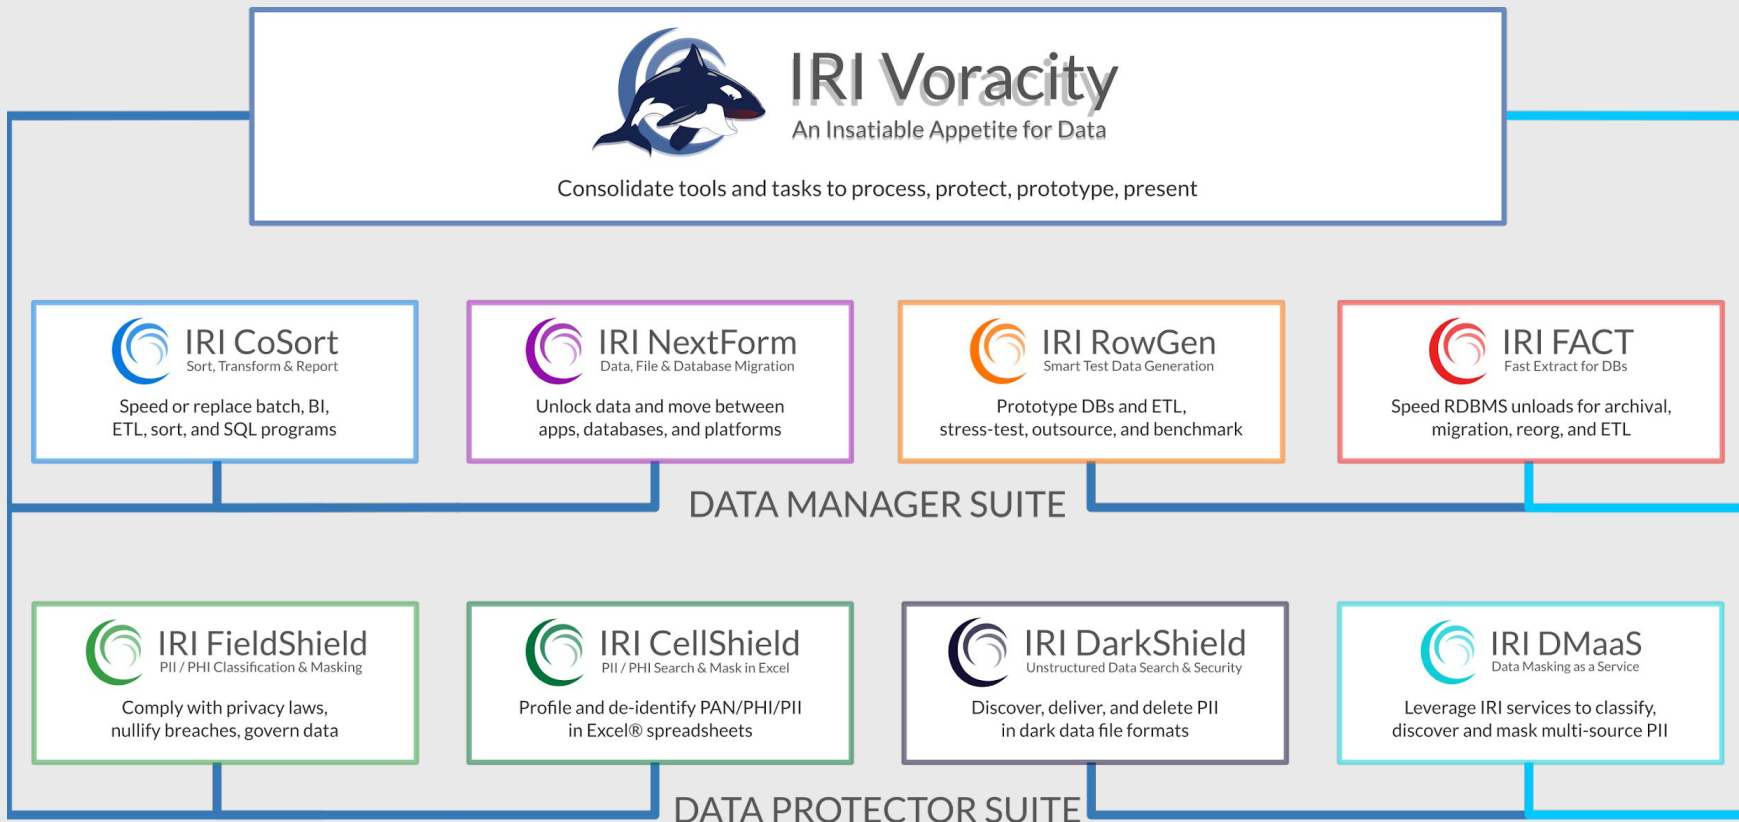 IRI Voracity
An Insatiable Appetite for Data
Consolidate tools and tasks to process, protect, prototype, present
IRI CoSort
Sort, Transform & Report
Speed or replace batch, BI,
ETL, sort, and SQL programs
IRI NextForm
Data, File & Database Migration
Unlock data and move between
apps, databases, and platforms
IRI RowGen
Smart Test Data Generation
Prototype DBs and ETL,
stress-test, outsource, and benchmark
IRI FACT
Fast Extract for DBs
Speed RDBMS unloads for archival,
migration, reorg, and ETL
DATA MANAGER SUITE
IRI FieldShield
PII / PHI Classification & Masking
Comply with privacy laws,
nullify breaches, govern data
IRI CellShield
PII / PHI Search & Mask in Excel
Profile and de-identify PAN/PHI/PII
in Excel® spreadsheets
IRI DarkShield
Unstructured Data Search & Security
Discover, deliver, and delete PII
in dark data file formats
IRI DMaaS
Data Masking as a Service
Leverage IRI services to classify,
discover and mask multi-source PII
DATA PROTECTOR SUITE